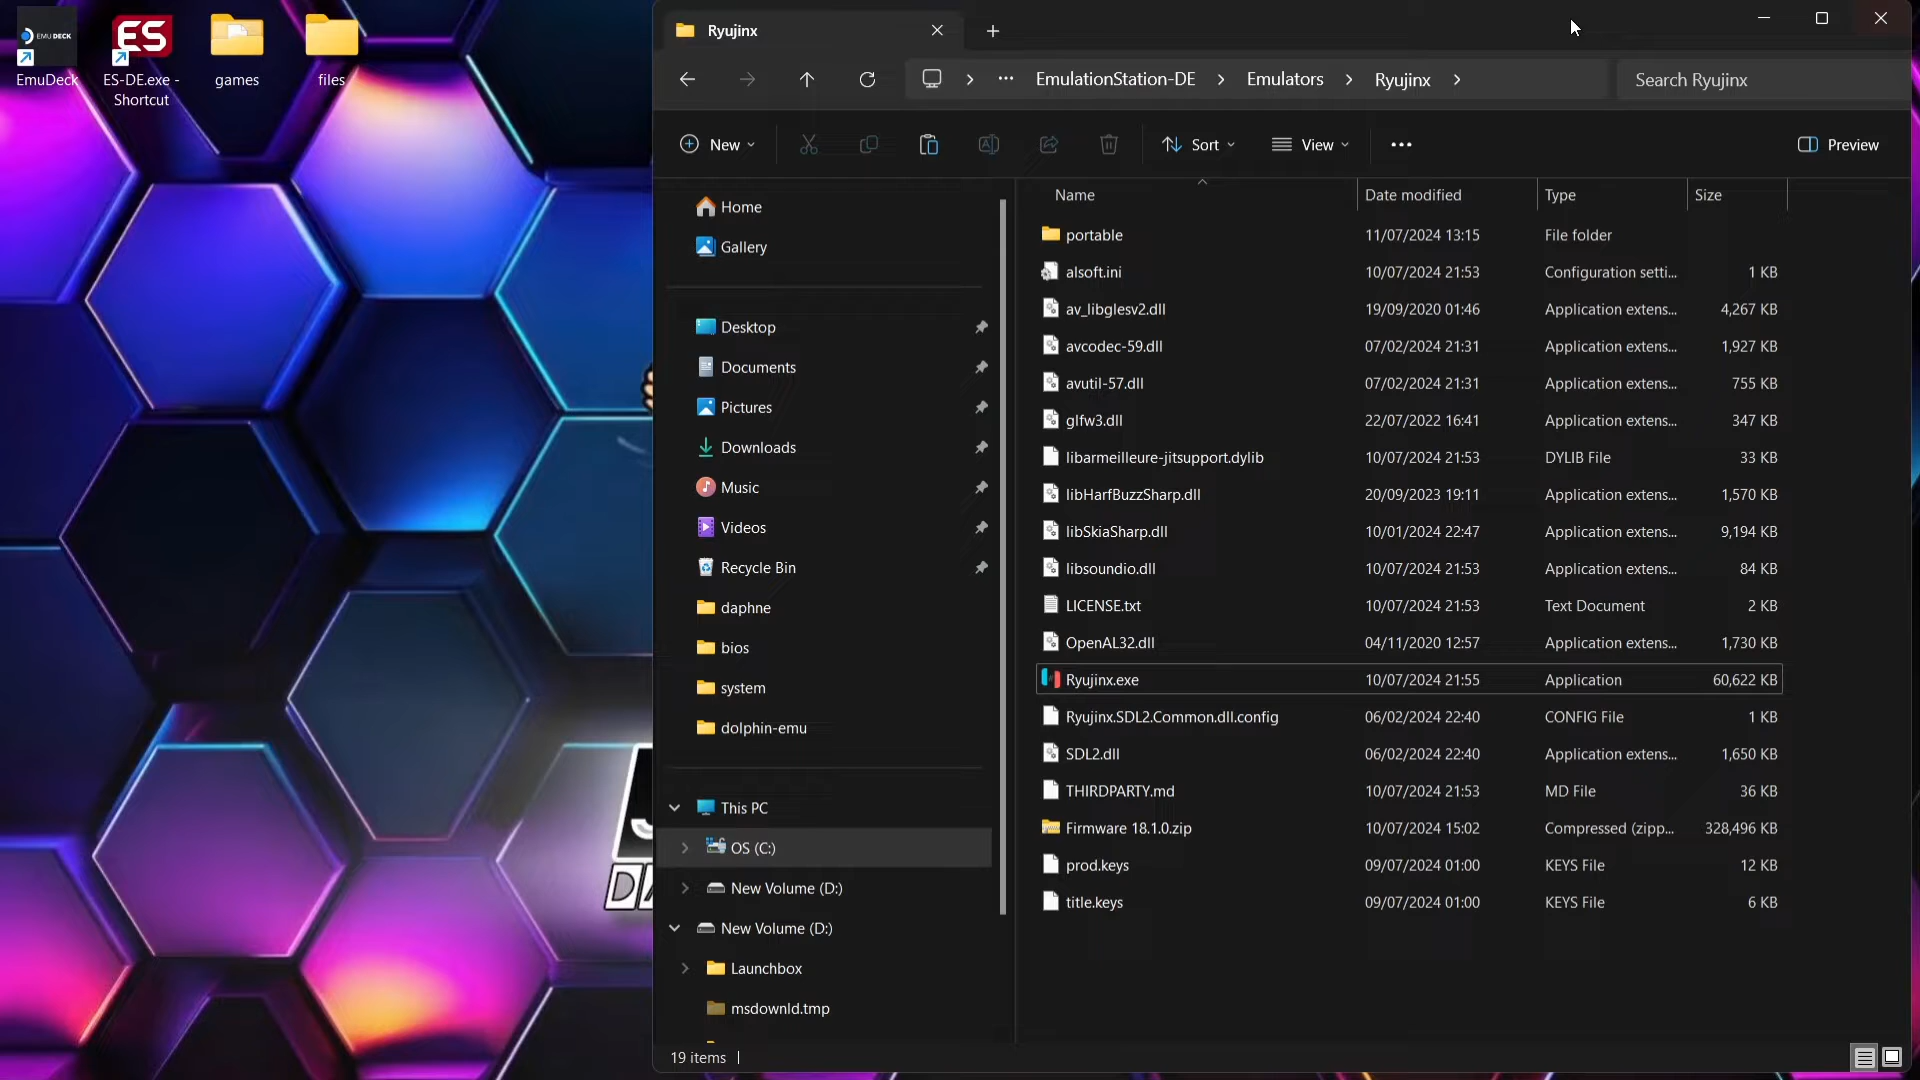 EMU DECK
ES
EmuDeck
ES-DE.exe -
Shortcut
games
files
Ryujinx
EmulationStation-DE
Emulators
Ryujinx
Search Ryujinx
New
Sort
View
Preview
Home
Gallery
Desktop
Documents
Pictures
Downloads
Music
Videos
Recycle Bin
daphne
bios
system
dolphin-emu
This PC
OS (C:)
New Volume (D:)
New Volume (D:)
Launchbox
msdownld.tmp
Name Date modified Type Size
portable 11/07/2024 13:15 File folder
alsoft.ini 10/07/2024 21:53 Configuration setti... 1 KB
av_libglesv2.dll 19/09/2020 01:46 Application extens... 4,267 KB
avcodec-59.dll 07/02/2024 21:31 Application extens... 1,927 KB
avutil-57.dll 07/02/2024 21:31 Application extens... 755 KB
glfw3.dll 22/07/2022 16:41 Application extens... 347 KB
libarmeilleure-jitsupport.dylib 10/07/2024 21:53 DYLIB File 33 KB
libHarfBuzzSharp.dll 20/09/2023 19:11 Application extens... 1,570 KB
libSkiaSharp.dll 10/01/2024 22:47 Application extens... 9,194 KB
libsoundio.dll 10/07/2024 21:53 Application extens... 84 KB
LICENSE.txt 10/07/2024 21:53 Text Document 2 KB
OpenAL32.dll 04/11/2020 12:57 Application extens... 1,730 KB
Ryujinx.exe 10/07/2024 21:55 Application 60,622 KB
Ryujinx.SDL2.Common.dll.config 06/02/2024 22:40 CONFIG File 1 KB
SDL2.dll 06/02/2024 22:40 Application extens... 1,650 KB
THIRDPARTY.md 10/07/2024 21:53 MD File 36 KB
Firmware 18.1.0.zip 10/07/2024 15:02 Compressed (zipp... 328,496 KB
prod.keys 09/07/2024 01:00 KEYS File 12 KB
title.keys 09/07/2024 01:00 KEYS File 6 KB
19 items